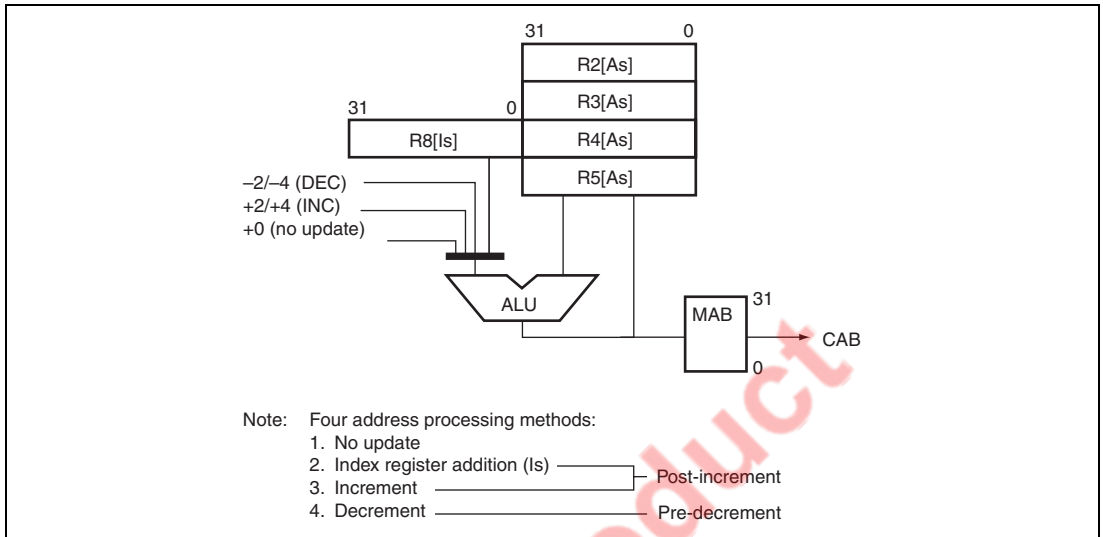 31 0
R2[As]
R3[As]
31 0
R8[Is] R4[As]
R5[As]
–2/–4 (DEC)
+2/+4 (INC)
+0 (no update)
ALU
MAB
31
CAB
0
Note: Four address processing methods:
1. No update
2. Index register addition (Is)
Post-increment
3. Increment
4. Decrement Pre-decrement
oduct